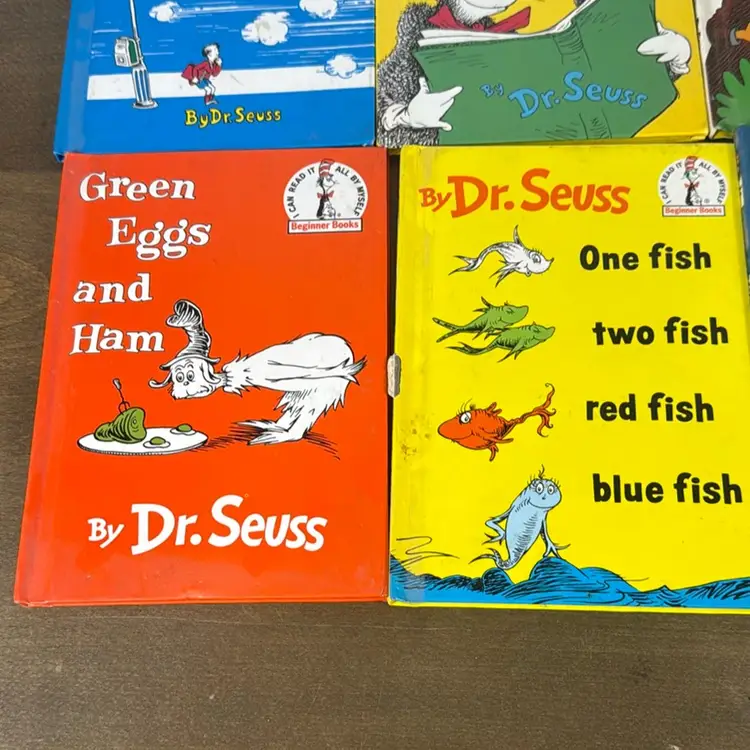 By Dr. Seuss
By Dr. Seuss
Green
Eggs
and
Ham
I CAN READ IT ALL BY MYSELF
Beginner Books
By Dr. Seuss
By Dr. Seuss
I CAN READ IT ALL BY MYSELF
Beginner Books
One fish
two fish
red fish
blue fish